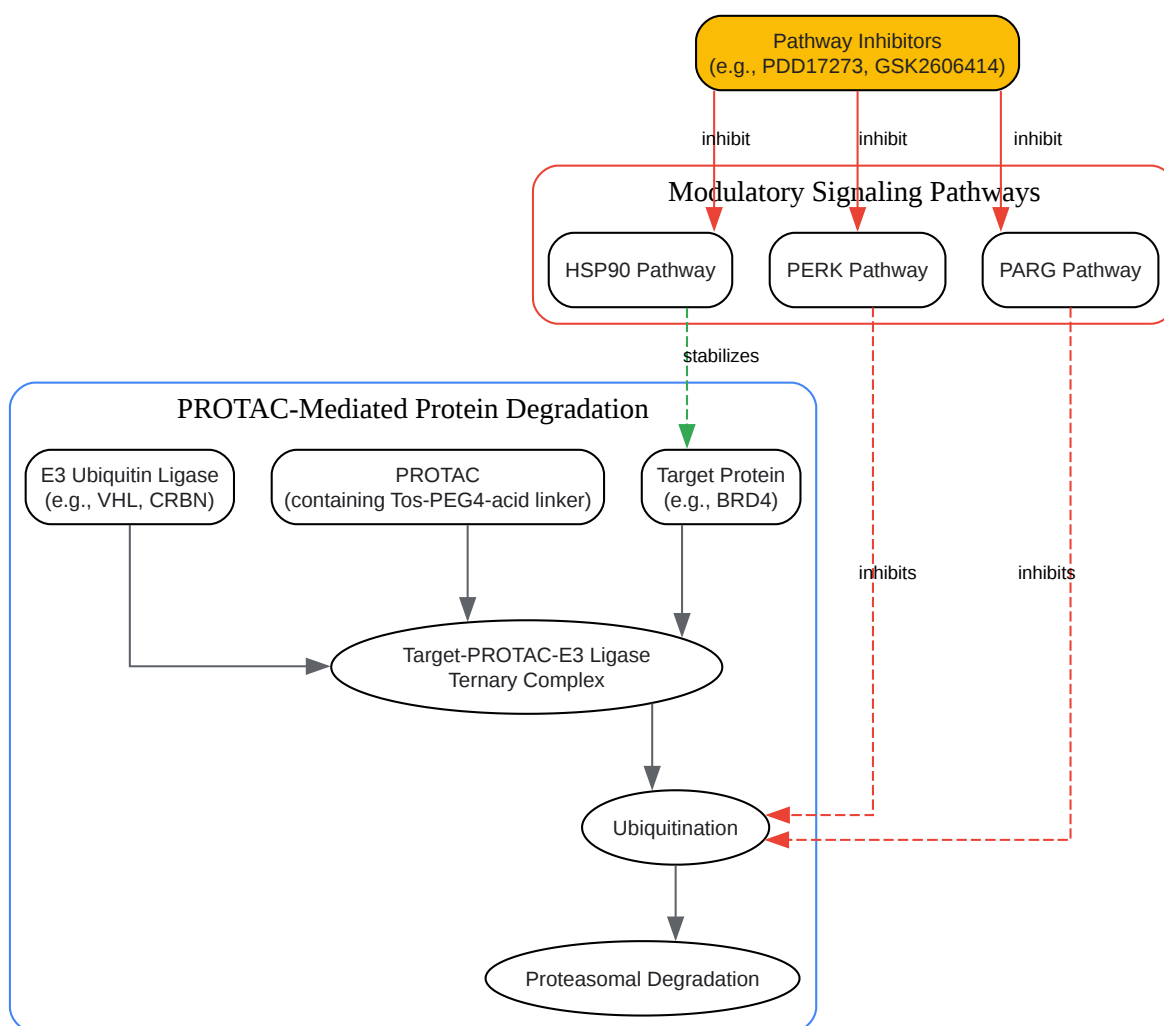 Pathway Inhibitors
(e.g., PDD17273, GSK2606414)
inhibit
inhibit
inhibit
Modulatory Signaling Pathways
HSP90 Pathway
PERK Pathway
PARG Pathway
stabilizes
PROTAC-Mediated Protein Degradation
E3 Ubiquitin Ligase
(e.g., VHL, CRBN)
PROTAC
(containing Tos-PEG4-acid linker)
Target Protein
(e.g., BRD4)
inhibits
inhibits
Target-PROTAC-E3 Ligase
Ternary Complex
Ubiquitination
Proteasomal Degradation